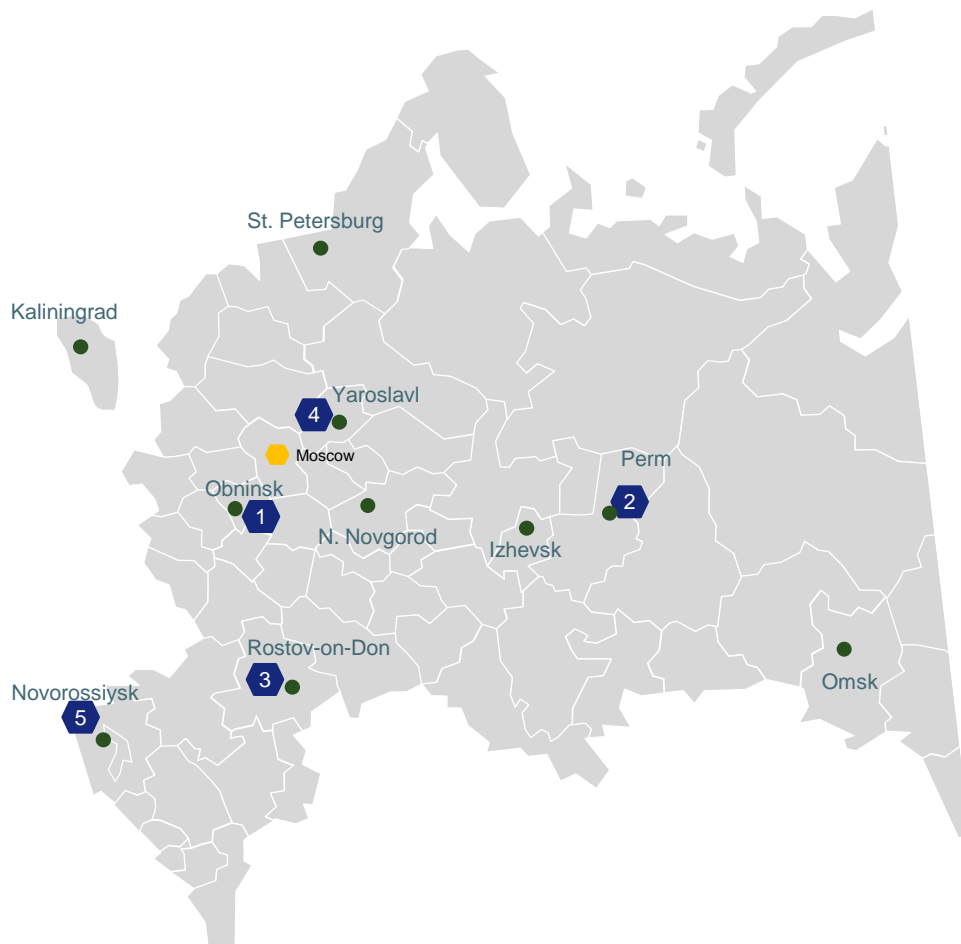 St. Petersburg
Kaliningrad
Yaroslavl
4
Moscow
Perm
Obninsk
2
1
N. Novgorod
Izhevsk
Rostov-on-Don
3
Omsk
Novorossiysk
5